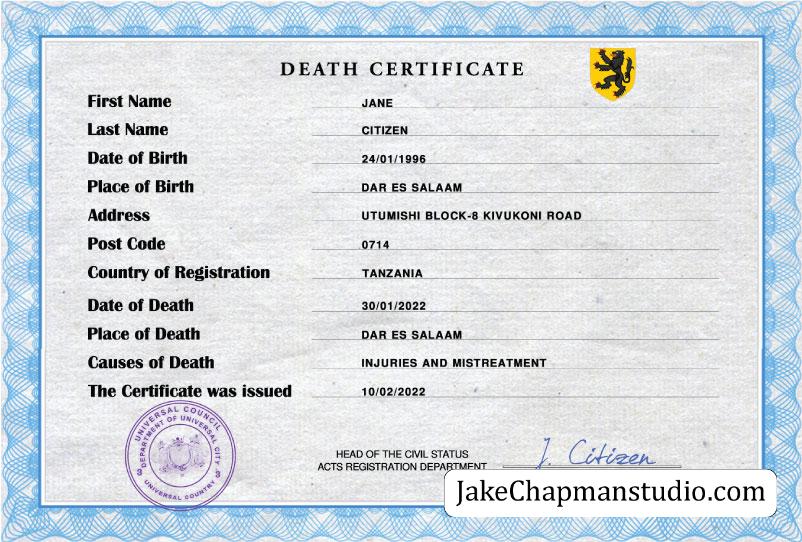 DEATH CERTIFICATE
First Name JANE
Last Name CITIZEN
Date of Birth 24/01/1996
Place of Birth DAR ES SALAAM
Address UTUMISHI BLOCK-8 KIVUKONI ROAD
Post Code 0714
Country of Registration TANZANIA
Date of Death 30/01/2022
Place of Death DAR ES SALAAM
Causes of Death INJURIES AND MISTREATMENT
The Certificate was issued 10/02/2022
UNIVERSAL COUNCIL
DEPARTMENT OF UNIVERSAL CITY
UNIVERSAL COUNTRY
HEAD OF THE CIVIL STATUS
ACTS REGISTRATION DEPARTMENT J. Citizen
JakeChapmanstudio.com